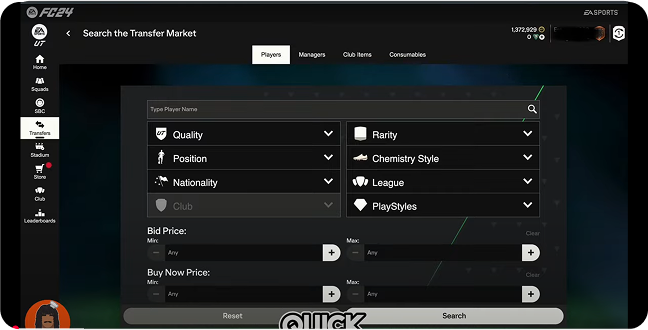 FC24
EA SPORTS
Search the Transfer Market
1,372,929
0
UT
Players Managers Club Items Consumables
Home
Squads
SBC
Transfers
Stadium
Store
Club
Leaderboards
Type Player Name
UT Quality Rarity
Position Chemistry Style
Nationality League
Club PlayStyles
Bid Price: Clear
Min: Max:
− Any + − Any +
Buy Now Price: Clear
Min: Max:
− Any + − Any +
Reset Search
QUICK